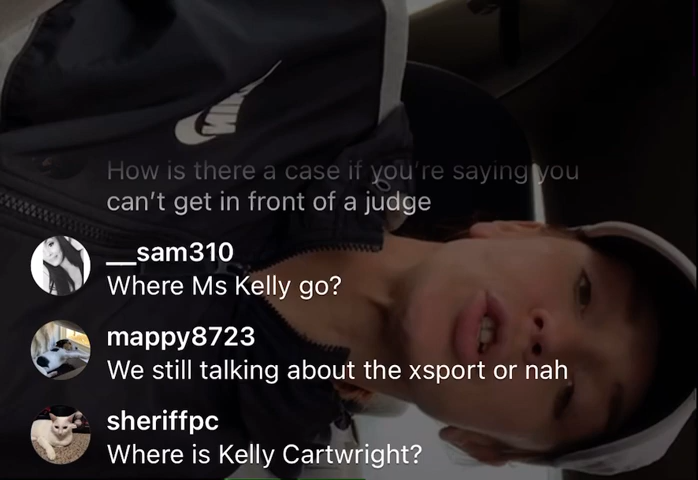 NIKE
How is there a case if you're saying you
can't get in front of a judge
__sam310
Where Ms Kelly go?
mappy8723
We still talking about the xsport or nah
sheriffpc
Where is Kelly Cartwright?